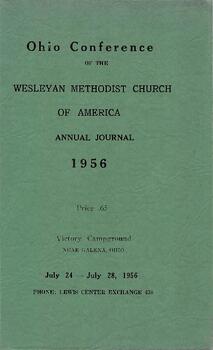 Ohio Conference
OF THE
WESLEYAN METHODIST CHURCH
OF AMERICA
ANNUAL JOURNAL
1956
Price .65
Victory Campground
NEAR GALENA, OHIO
July 24 — July 28, 1956
PHONE: LEWIS CENTER EXCHANGE